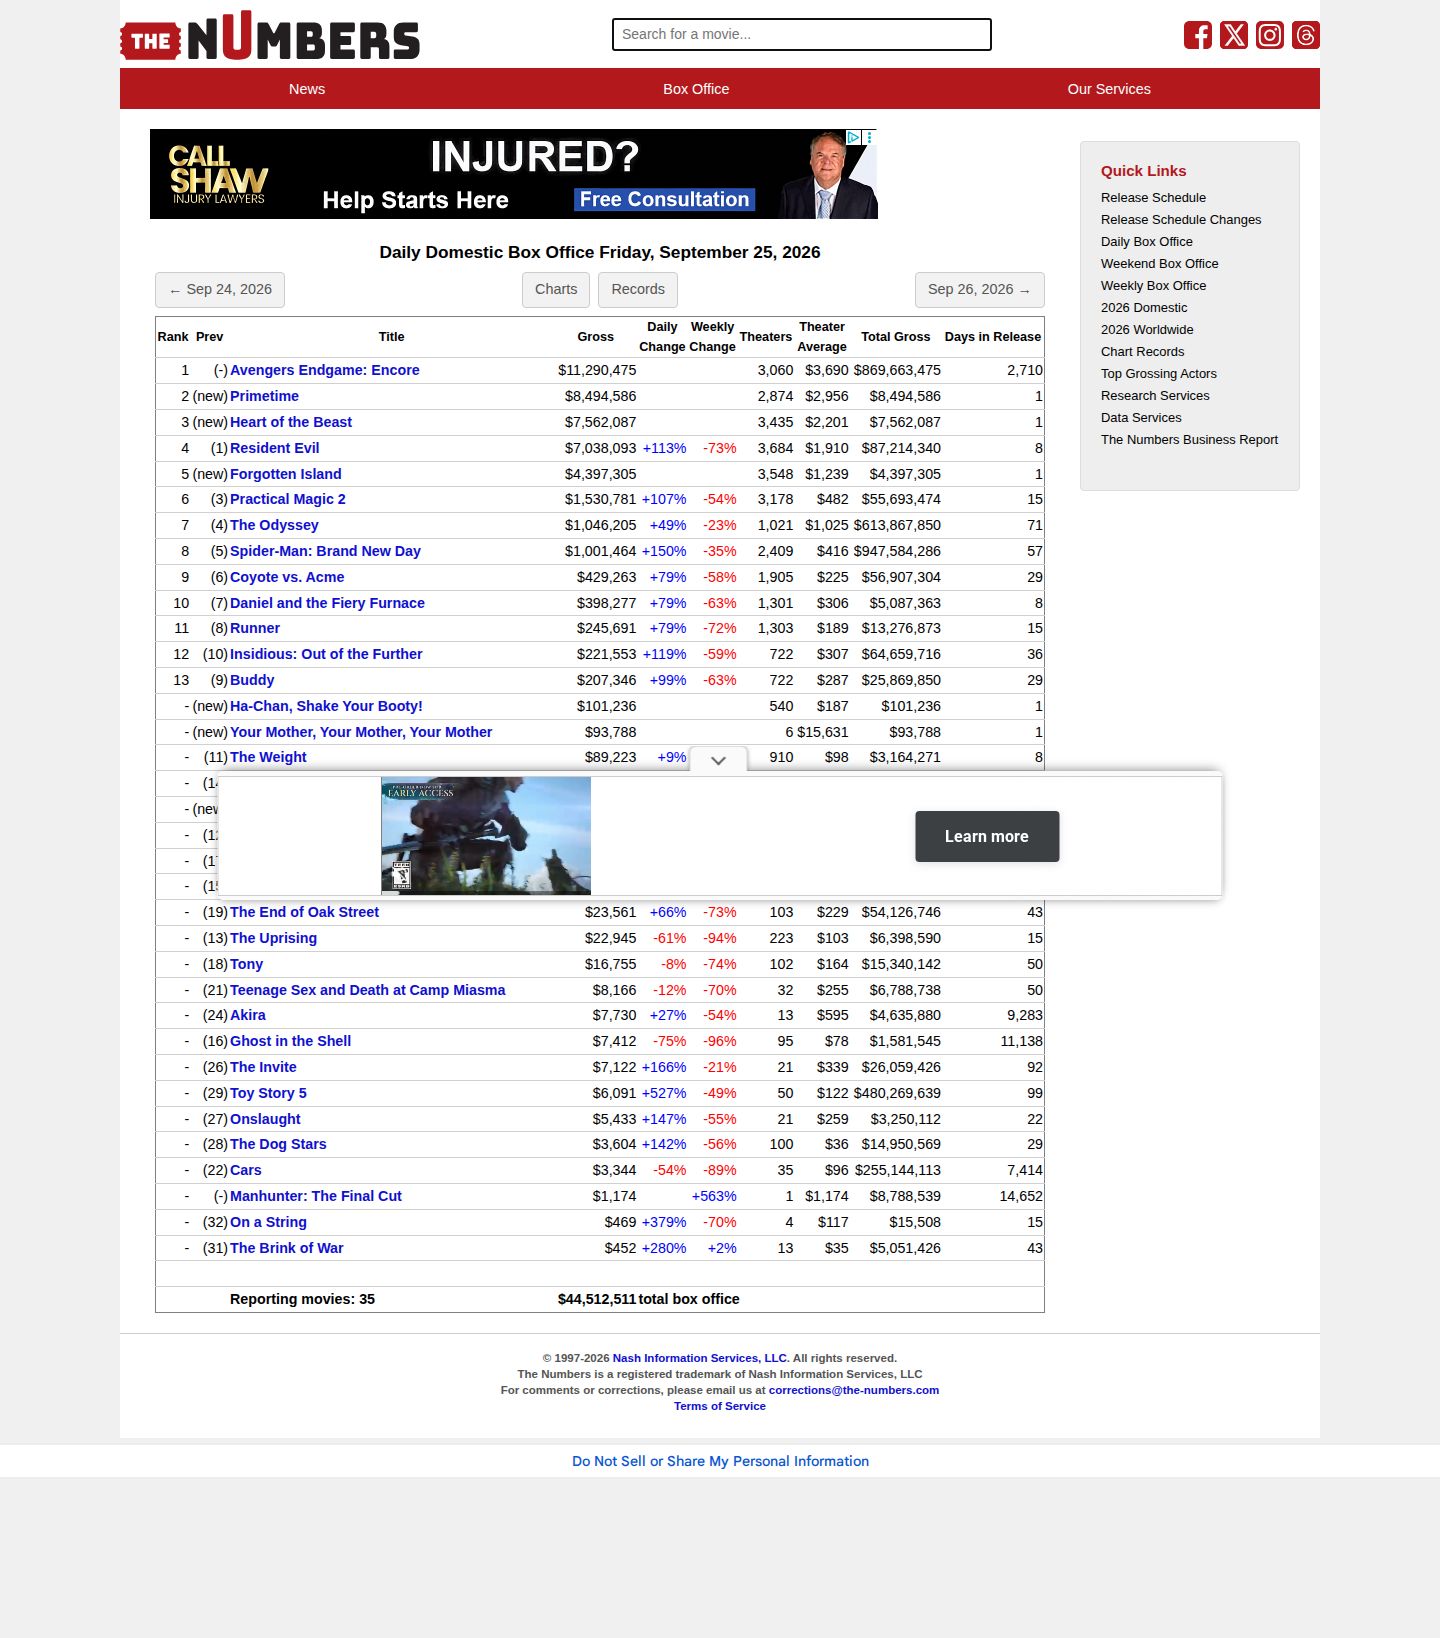 THE NUMBERS
Search for a movie...
News Box Office Our Services
CALL SHAW INJURY LAWYERS
INJURED?
Help Starts Here Free Consultation
Quick Links
Release Schedule
Release Schedule Changes
Daily Box Office
Weekend Box Office
Weekly Box Office
2026 Domestic
2026 Worldwide
Chart Records
Top Grossing Actors
Research Services
Data Services
The Numbers Business Report
Daily Domestic Box Office Friday, September 25, 2026
← Sep 24, 2026 Charts Records Sep 26, 2026 →
Rank Prev Title Gross Daily Change Weekly Change Theaters Theater Average Total Gross Days in Release
1 (-) Avengers Endgame: Encore $11,290,475 3,060 $3,690 $869,663,475 2,710
2 (new) Primetime $8,494,586 2,874 $2,956 $8,494,586 1
3 (new) Heart of the Beast $7,562,087 3,435 $2,201 $7,562,087 1
4 (1) Resident Evil $7,038,093 +113% -73% 3,684 $1,910 $87,214,340 8
5 (new) Forgotten Island $4,397,305 3,548 $1,239 $4,397,305 1
6 (3) Practical Magic 2 $1,530,781 +107% -54% 3,178 $482 $55,693,474 15
7 (4) The Odyssey $1,046,205 +49% -23% 1,021 $1,025 $613,867,850 71
8 (5) Spider-Man: Brand New Day $1,001,464 +150% -35% 2,409 $416 $947,584,286 57
9 (6) Coyote vs. Acme $429,263 +79% -58% 1,905 $225 $56,907,304 29
10 (7) Daniel and the Fiery Furnace $398,277 +79% -63% 1,301 $306 $5,087,363 8
11 (8) Runner $245,691 +79% -72% 1,303 $189 $13,276,873 15
12 (10) Insidious: Out of the Further $221,553 +119% -59% 722 $307 $64,659,716 36
13 (9) Buddy $207,346 +99% -63% 722 $287 $25,869,850 29
- (new) Ha-Chan, Shake Your Booty! $101,236 540 $187 $101,236 1
- (new) Your Mother, Your Mother, Your Mother $93,788 6 $15,631 $93,788 1
- (11) The Weight $89,223 +9% 910 $98 $3,164,271 8
EARLY ACCESS
Learn more
- (19) The End of Oak Street $23,561 +66% -73% 103 $229 $54,126,746 43
- (13) The Uprising $22,945 -61% -94% 223 $103 $6,398,590 15
- (18) Tony $16,755 -8% -74% 102 $164 $15,340,142 50
- (21) Teenage Sex and Death at Camp Miasma $8,166 -12% -70% 32 $255 $6,788,738 50
- (24) Akira $7,730 +27% -54% 13 $595 $4,635,880 9,283
- (16) Ghost in the Shell $7,412 -75% -96% 95 $78 $1,581,545 11,138
- (26) The Invite $7,122 +166% -21% 21 $339 $26,059,426 92
- (29) Toy Story 5 $6,091 +527% -49% 50 $122 $480,269,639 99
- (27) Onslaught $5,433 +147% -55% 21 $259 $3,250,112 22
- (28) The Dog Stars $3,604 +142% -56% 100 $36 $14,950,569 29
- (22) Cars $3,344 -54% -89% 35 $96 $255,144,113 7,414
- (-) Manhunter: The Final Cut $1,174 +563% 1 $1,174 $8,788,539 14,652
- (32) On a String $469 +379% -70% 4 $117 $15,508 15
- (31) The Brink of War $452 +280% +2% 13 $35 $5,051,426 43
Reporting movies: 35 $44,512,511 total box office
© 1997-2026 Nash Information Services, LLC. All rights reserved.
The Numbers is a registered trademark of Nash Information Services, LLC
For comments or corrections, please email us at corrections@the-numbers.com
Terms of Service
Do Not Sell or Share My Personal Information